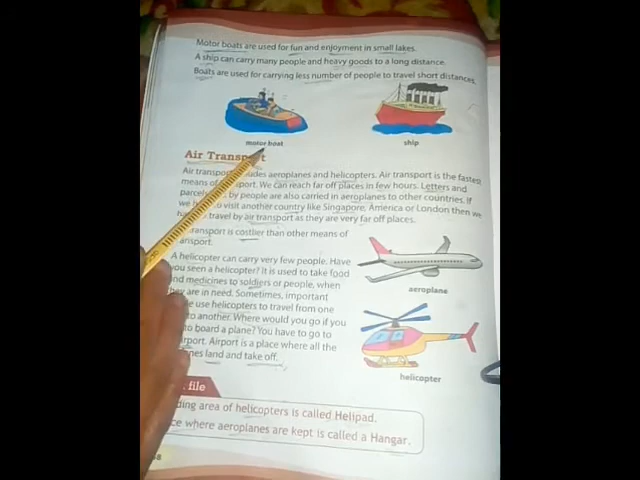 Motor boats are used for fun and enjoyment in small lakes.
A ship can carry many people and heavy goods to a long distance.
Boats are used for carrying less number of people to travel short distances.
motor boat
ship
Air Transport
Air transport ludes aeroplanes and helicopters. Air transport is the fastest
means of port. We can reach far off places in few hours. Letters and
parcels by people are also carried in aeroplanes to other countries. If
we to visit another country like Singapore, America or London then we
travel by air transport as they are very far off places.
transport is costlier than other means of
ansport.
A helicopter can carry very few people. Have
you seen a helicopter? It is used to take food
nd medicines to soldiers or people, when
they are in need. Sometimes, important
use helicopters to travel from one
to another. Where would you go if you
to board a plane? You have to go to
rport. Airport is a place where all the
nes land and take off.
aeroplane
helicopter
file
ding area of helicopters is called Helipad.
ce where aeroplanes are kept is called a Hangar.
8